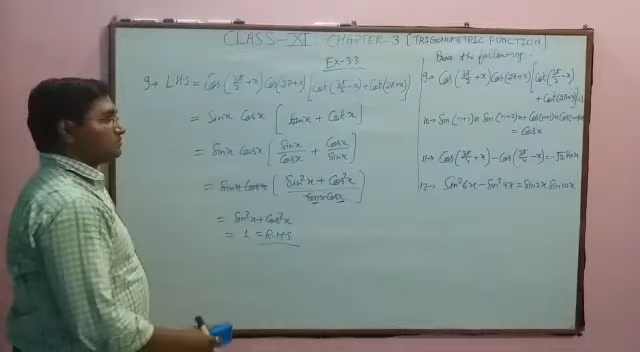 CLASS-XI CHAPTER-3 [TRIGONOMETRIC FUNCTION]
Ex-3.3
9→ LHS = Cos(3π/2 + x) Cos(2π+x) [Cot(3π/2 - x) + Cot(2π+x)]
= Sinx Cosx [tanx + Cotx]
= Sinx Cosx [Sinx/Cosx + Cosx/Sinx]
= Sinx Cosx [Sin²x + Cos²x / Sinx Cosx]
= Sin²x + Cos²x
= 1 = R.H.S
Prove the following:-
9→ Cos(3π/2 + x) Cos(2π+x) [Cot(3π/2 - x)
+ Cot(2π+x)] = 1
10→ Sin(n+1)x Sin(n+2)x + Cos(n+1)x Cos(n+2)x
= Cosx
11→ Cos(3π/4 + x) - Cos(3π/4 - x) = -√2 Sinx
12→ Sin²6x - Sin²4x = Sin2x Sin10x